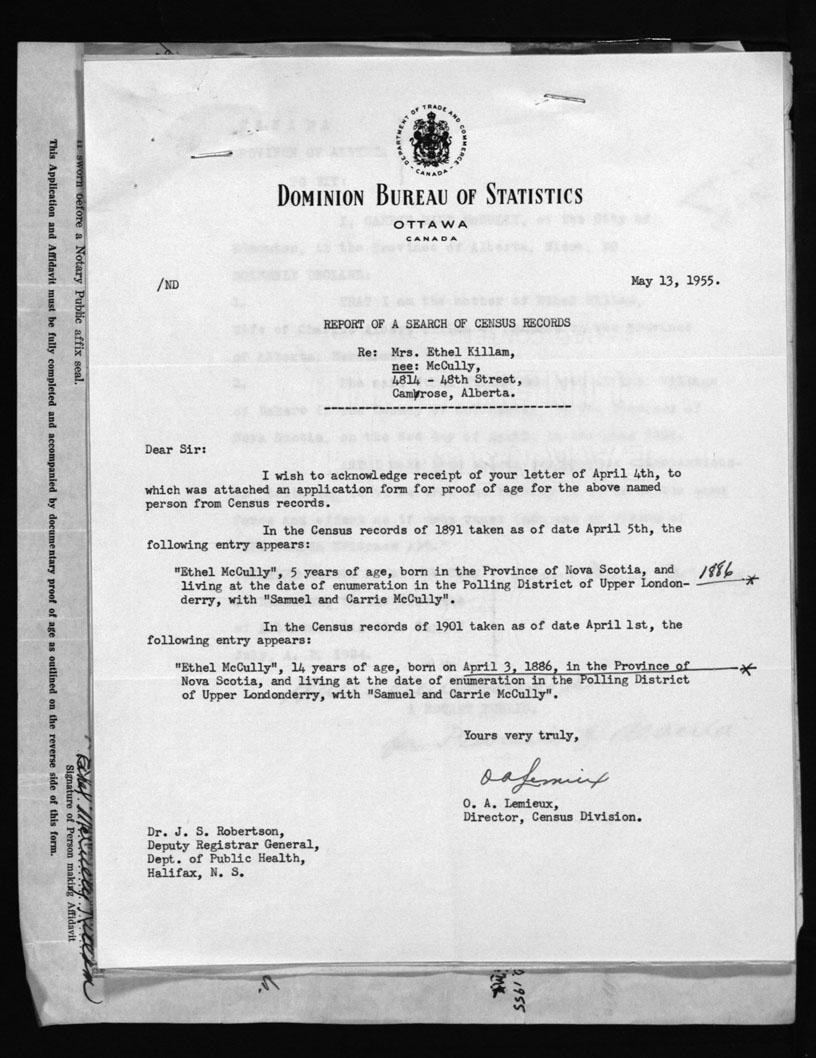 DEPARTMENT OF TRADE AND COMMERCE
CANADA
DOMINION BUREAU OF STATISTICS
OTTAWA
CANADA
/ND
May 13, 1955.
REPORT OF A SEARCH OF CENSUS RECORDS
Re: Mrs. Ethel Killam,
nee: McCully,
4814 - 48th Street,
Camrose, Alberta.
Dear Sir:
I wish to acknowledge receipt of your letter of April 4th, to
which was attached an application form for proof of age for the above named
person from Census records.
In the Census records of 1891 taken as of date April 5th, the
following entry appears:
"Ethel McCully", 5 years of age, born in the Province of Nova Scotia, and
living at the date of enumeration in the Polling District of Upper London-
derry, with "Samuel and Carrie McCully".
1886
*
In the Census records of 1901 taken as of date April 1st, the
following entry appears:
"Ethel McCully", 14 years of age, born on April 3, 1886, in the Province of *
Nova Scotia, and living at the date of enumeration in the Polling District
of Upper Londonderry, with "Samuel and Carrie McCully".
Yours very truly,
O A Lemieux
O. A. Lemieux,
Director, Census Division.
Dr. J. S. Robertson,
Deputy Registrar General,
Dept. of Public Health,
Halifax, N. S.
sworn before a Notary Public affix seal.
This Application and Affidavit must be fully completed and accompanied by documentary proof of age as outlined on the reverse side of this form.
Ethel McCully Killam
Signature of Person making Affidavit
1955